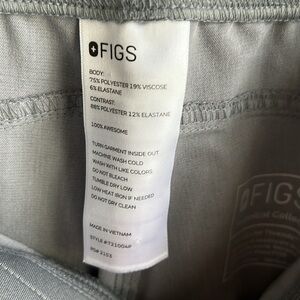 FIGS
BODY:
75% POLYESTER 19% VISCOSE
6% ELASTANE
CONTRAST:
88% POLYESTER 12% ELASTANE
100% AWESOME
TURN GARMENT INSIDE OUT
MACHINE WASH COLD
WASH WITH LIKE COLORS
DO NOT BLEACH
TUMBLE DRY LOW
LOW HEAT IRON IF NEEDED
DO NOT DRY CLEAN
MADE IN VIETNAM
FIGS